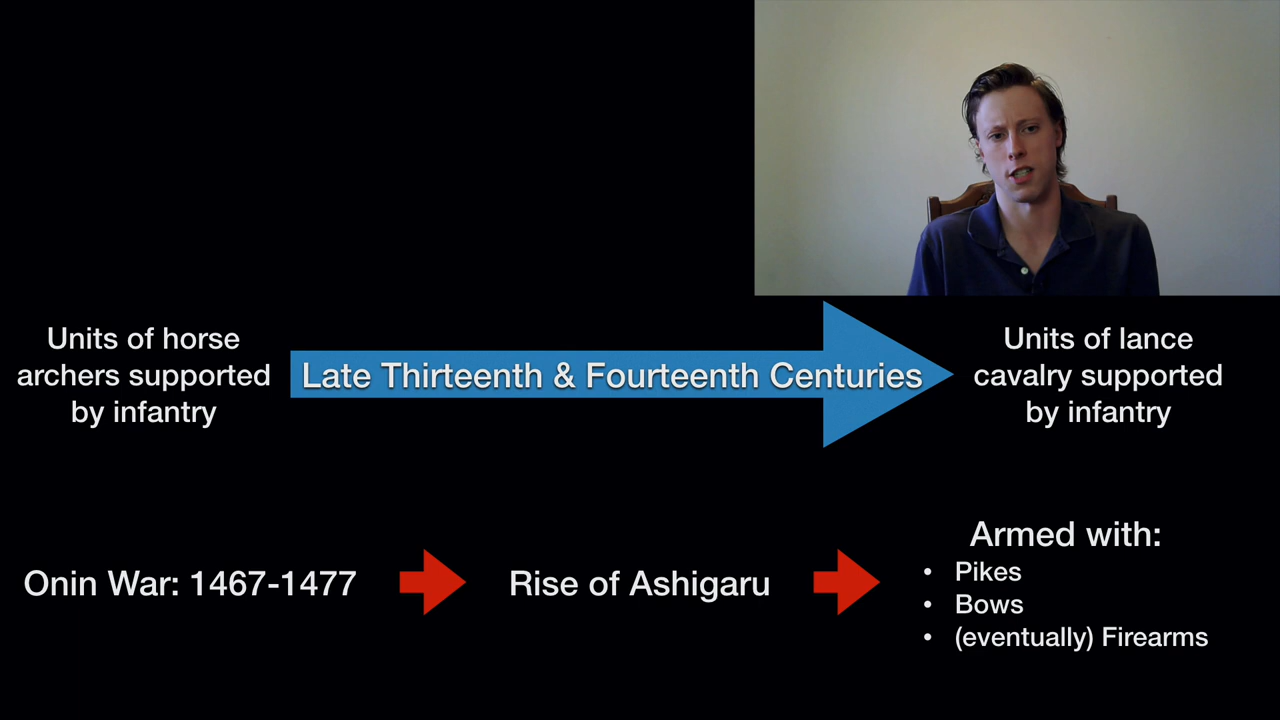 Units of horse
archers supported
by infantry
Late Thirteenth & Fourteenth Centuries
Units of lance
cavalry supported
by infantry
Onin War: 1467-1477
Rise of Ashigaru
Armed with:
• Pikes
• Bows
• (eventually) Firearms